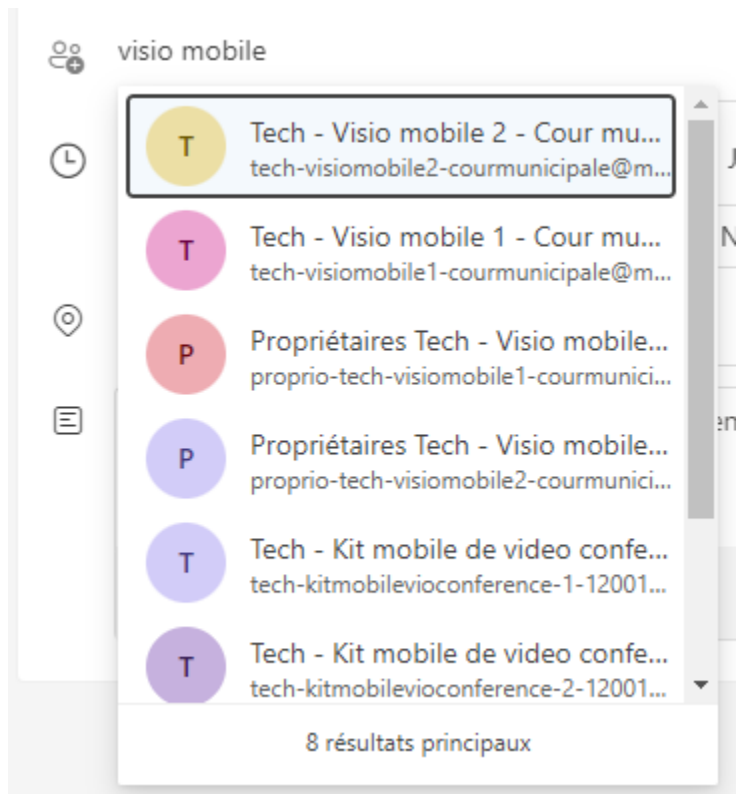 visio mobile
T
Tech - Visio mobile 2 - Cour mu...
tech-visiomobile2-courmunicipale@m...
T
Tech - Visio mobile 1 - Cour mu...
tech-visiomobile1-courmunicipale@m...
P
Propriétaires Tech - Visio mobile...
proprio-tech-visiomobile1-courmunici...
P
Propriétaires Tech - Visio mobile...
proprio-tech-visiomobile2-courmunici...
T
Tech - Kit mobile de video confe...
tech-kitmobilevioconference-1-12001...
T
Tech - Kit mobile de video confe...
tech-kitmobilevioconference-2-12001...
8 résultats principaux